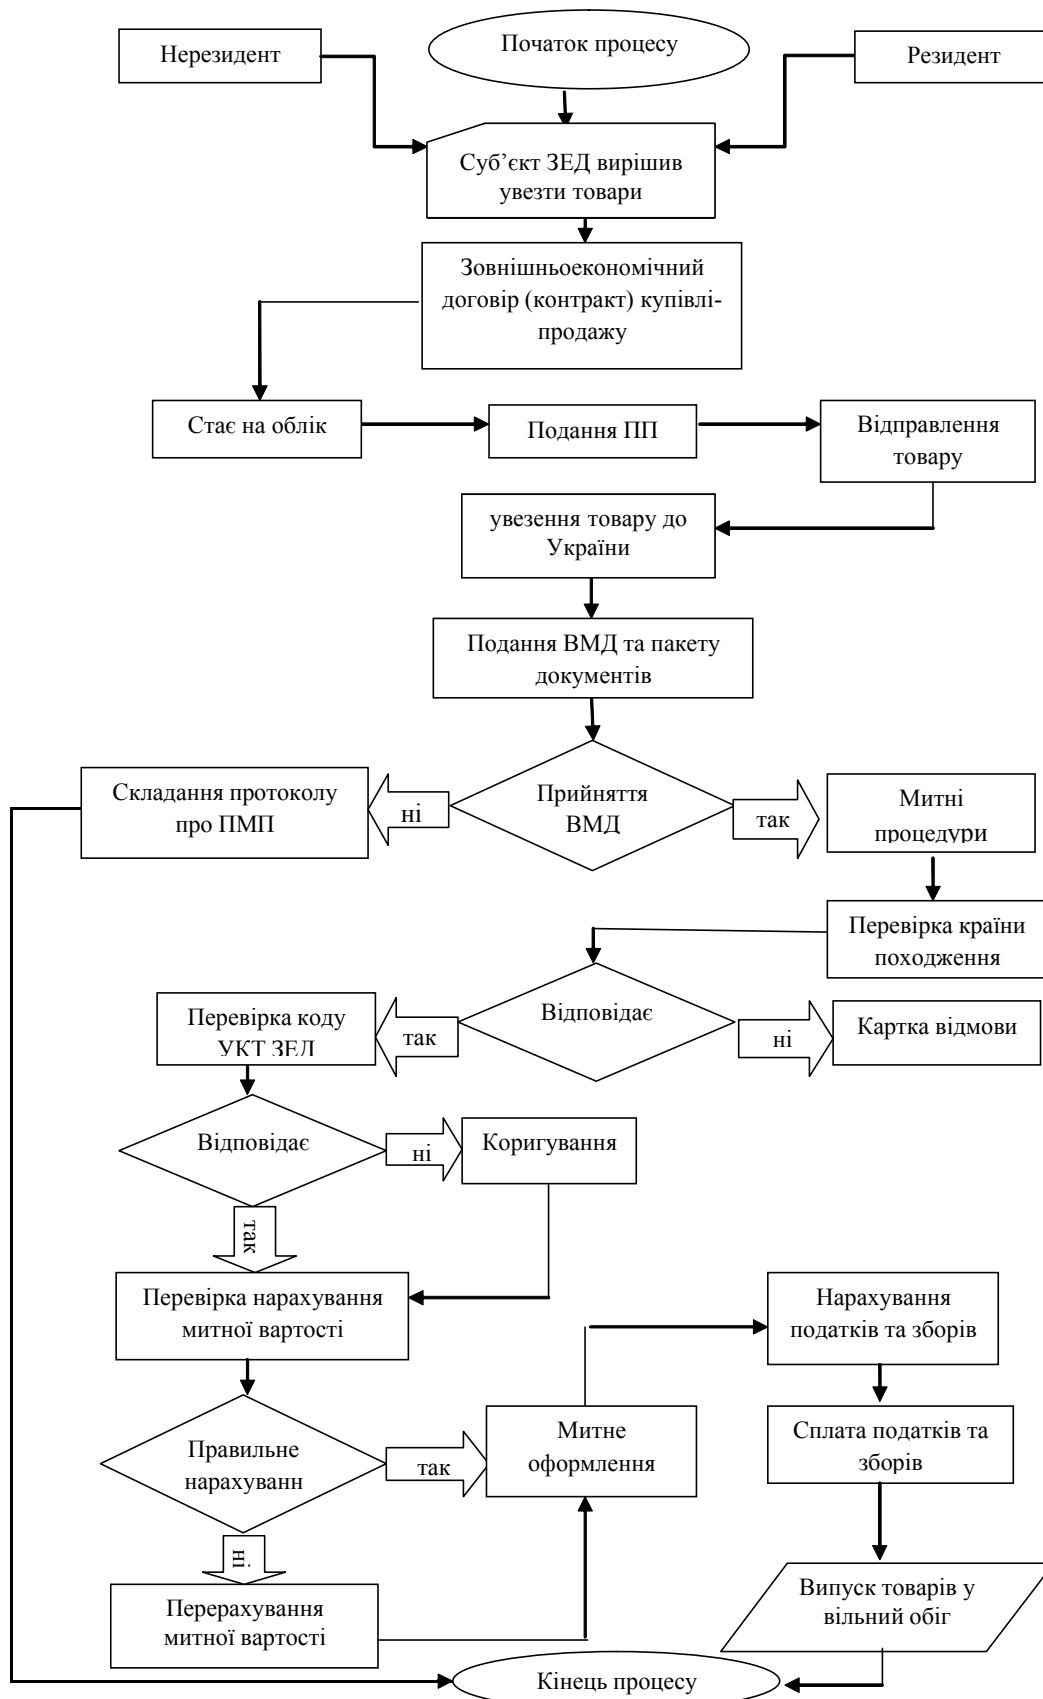 Початок процесу
Нерезидент
Резидент
Суб’єкт ЗЕД вирішив
увезти товари
Зовнішньоекономічний
договір (контракт) купівлі-
продажу
Стає на облік
Подання ПП
Відправлення
товару
увезення товару до
України
Подання ВМД та пакету
документів
Складання протоколу
про ПМП
ні
Прийняття
ВМД
так
Митні
процедури
Перевірка країни
походження
Перевірка коду
УКТ ЗЕД
так
Відповідає
ні
Картка відмови
Відповідає
ні
Коригування
так
Перевірка нарахування
митної вартості
Нарахування
податків та зборів
Правильне
нарахуванн
так
Митне
оформлення
Сплата податків та
зборів
ні
Перерахування
митної вартості
Випуск товарів у
вільний обіг
Кінець процесу